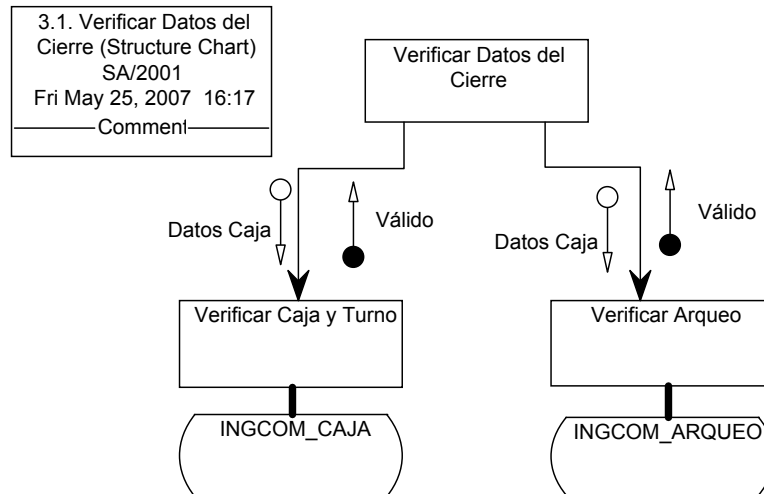 3.1. Verificar Datos del
Cierre (Structure Chart)
SA/2001
Fri May 25, 2007 16:17
Comment
Verificar Datos del
Cierre
Datos Caja
Válido
Datos Caja
Válido
Verificar Caja y Turno
Verificar Arqueo
INGCOM_CAJA
INGCOM_ARQUEO